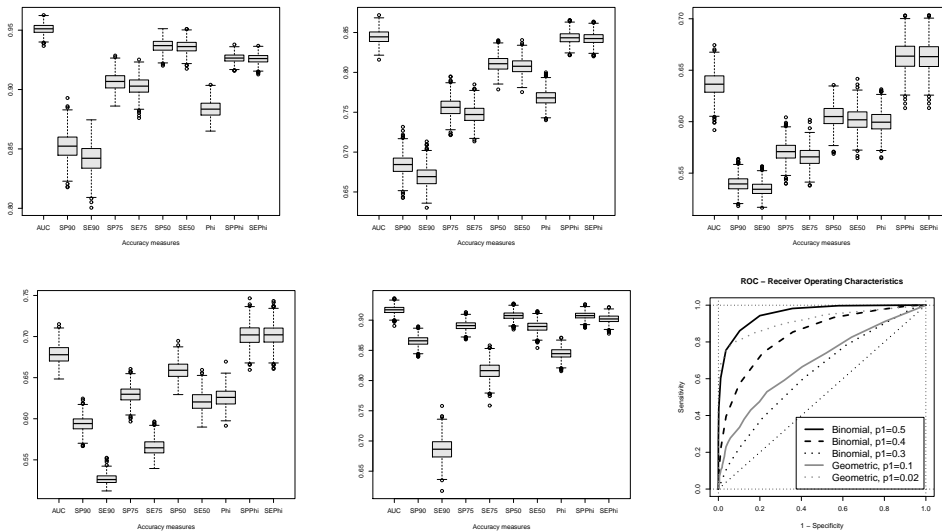 0.95
0.90
0.85
0.80
AUC SP90 SE90 SP75 SE75 SP50 SE50 Phi SPPhi SEPhi
Accuracy measures
0.85
0.80
0.75
0.70
0.65
AUC SP90 SE90 SP75 SE75 SP50 SE50 Phi SPPhi SEPhi
Accuracy measures
0.70
0.65
0.60
0.55
AUC SP90 SE90 SP75 SE75 SP50 SE50 Phi SPPhi SEPhi
Accuracy measures
0.75
0.70
0.65
0.60
0.55
AUC SP90 SE90 SP75 SE75 SP50 SE50 Phi SPPhi SEPhi
Accuracy measures
0.90
0.85
0.80
0.75
0.70
0.65
AUC SP90 SE90 SP75 SE75 SP50 SE50 Phi SPPhi SEPhi
Accuracy measures
ROC – Receiver Operating Characteristics
Sensitivity
1.0
0.8
0.6
0.4
0.2
0.0
Binomial, p1=0.5
Binomial, p1=0.4
Binomial, p1=0.3
Geometric, p1=0.1
Geometric, p1=0.02
0.0 0.2 0.4 0.6 0.8 1.0
1 – Specificity